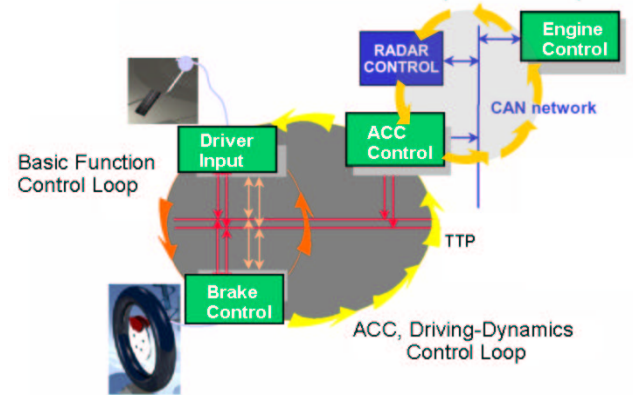 Engine
Control
RADAR
CONTROL
CAN network
Driver
Input
ACC
Control
Basic Function
Control Loop
TTP
Brake
Control
ACC, Driving-Dynamics
Control Loop